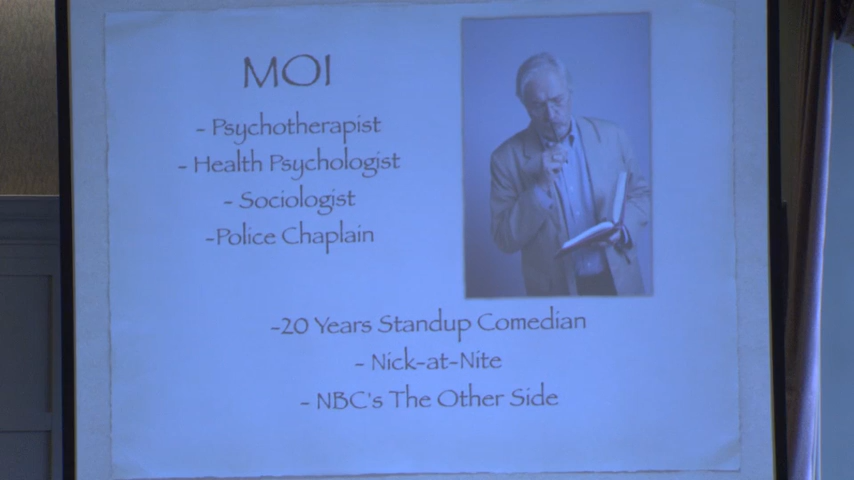 MOI
- Psychotherapist
- Health Psychologist
- Sociologist
-Police Chaplain
-20 Years Standup Comedian
- Nick-at-Nite
- NBC's The Other Side